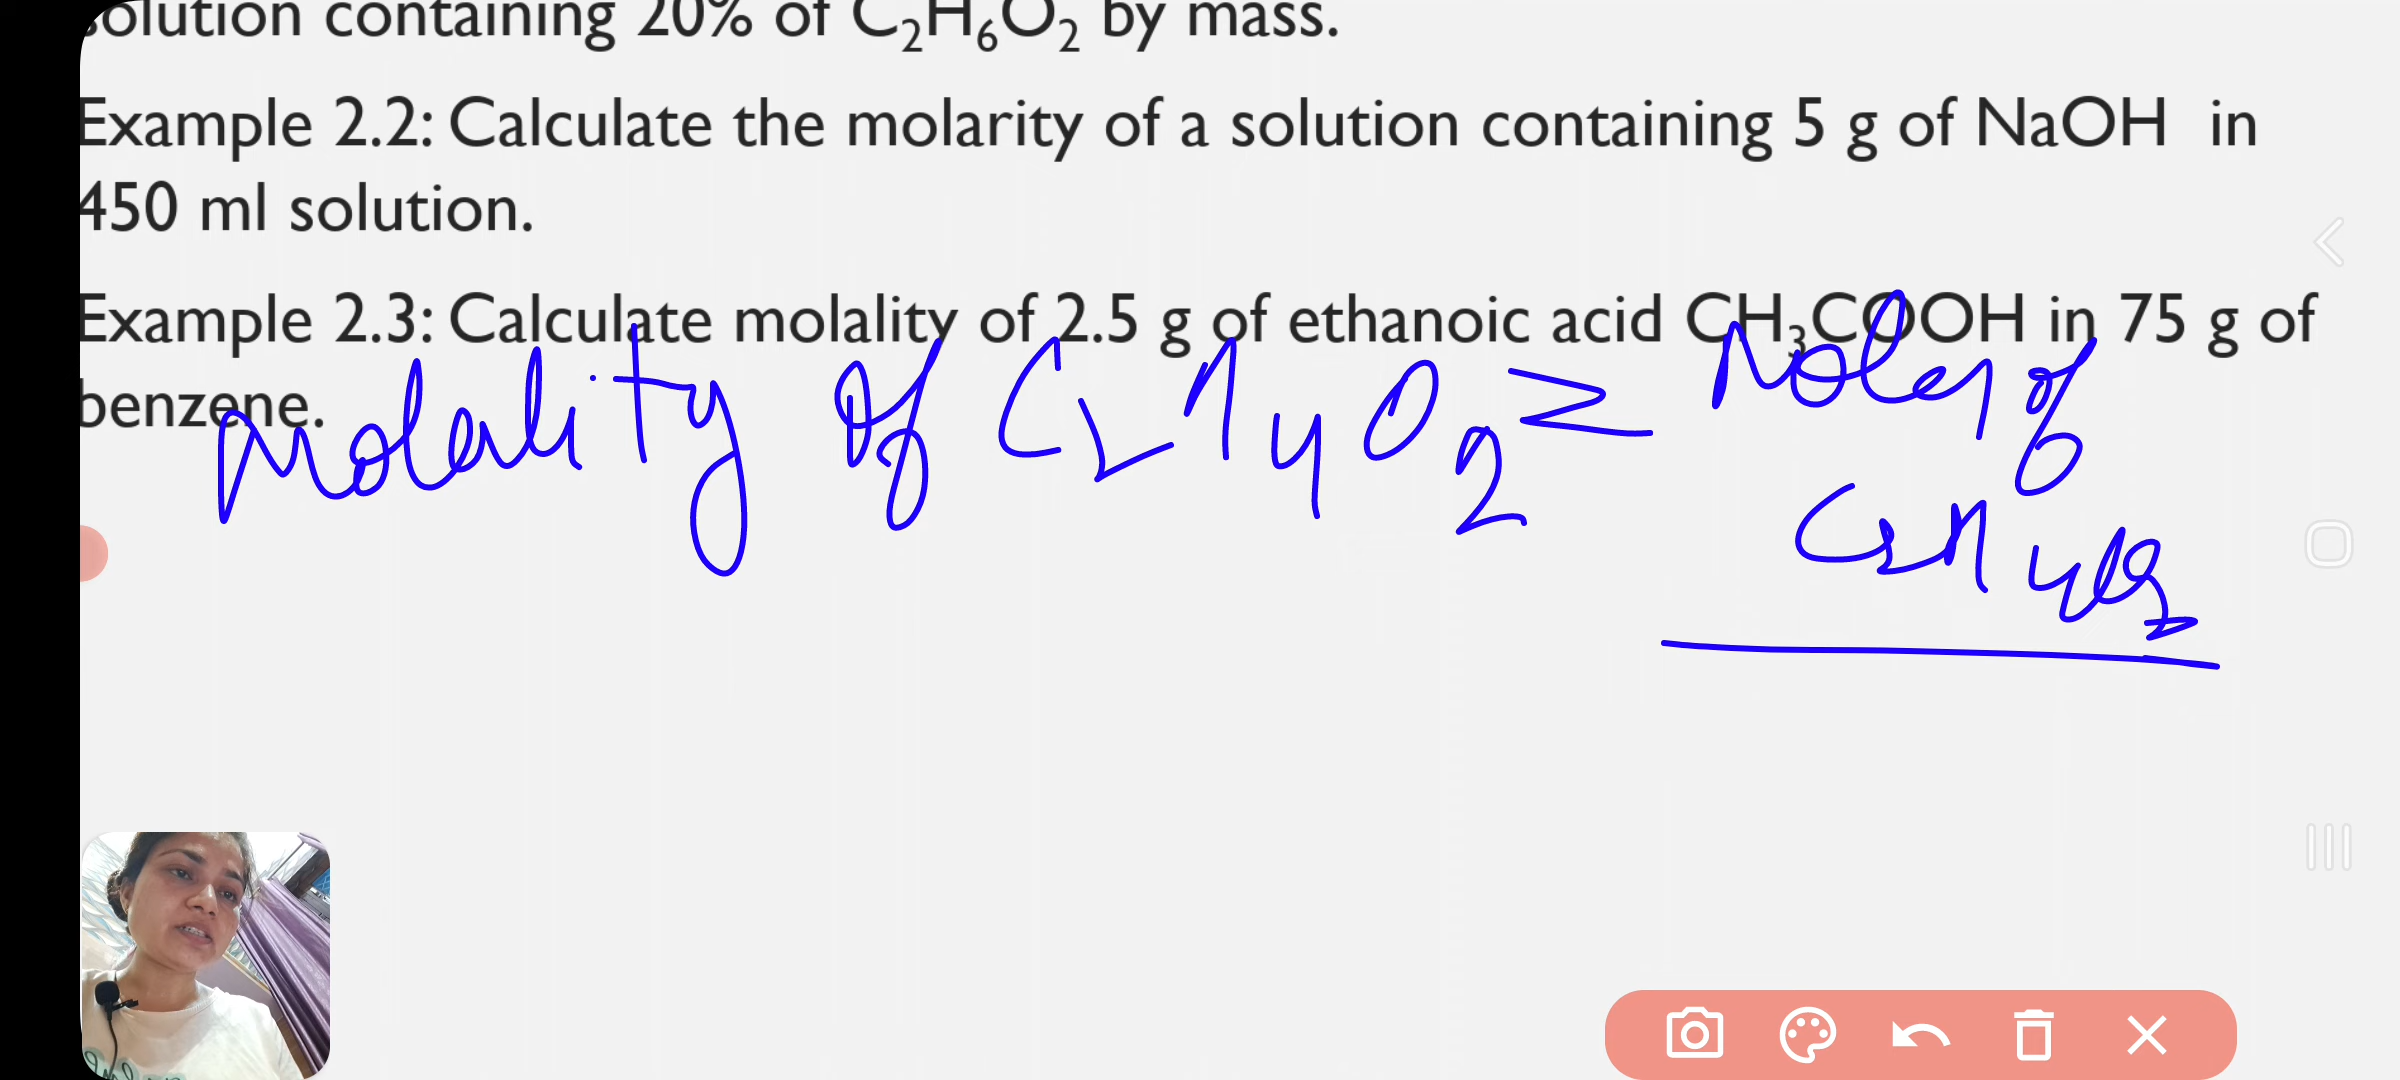 solution containing 20% of C₂H₆O₂ by mass.
Example 2.2: Calculate the molarity of a solution containing 5 g of NaOH in
450 ml solution.
Example 2.3: Calculate molality of 2.5 g of ethanoic acid CH₃COOH in 75 g of
benzene.
Molality of C₂H₄O₂ = Moles of
C₂H₄O₂